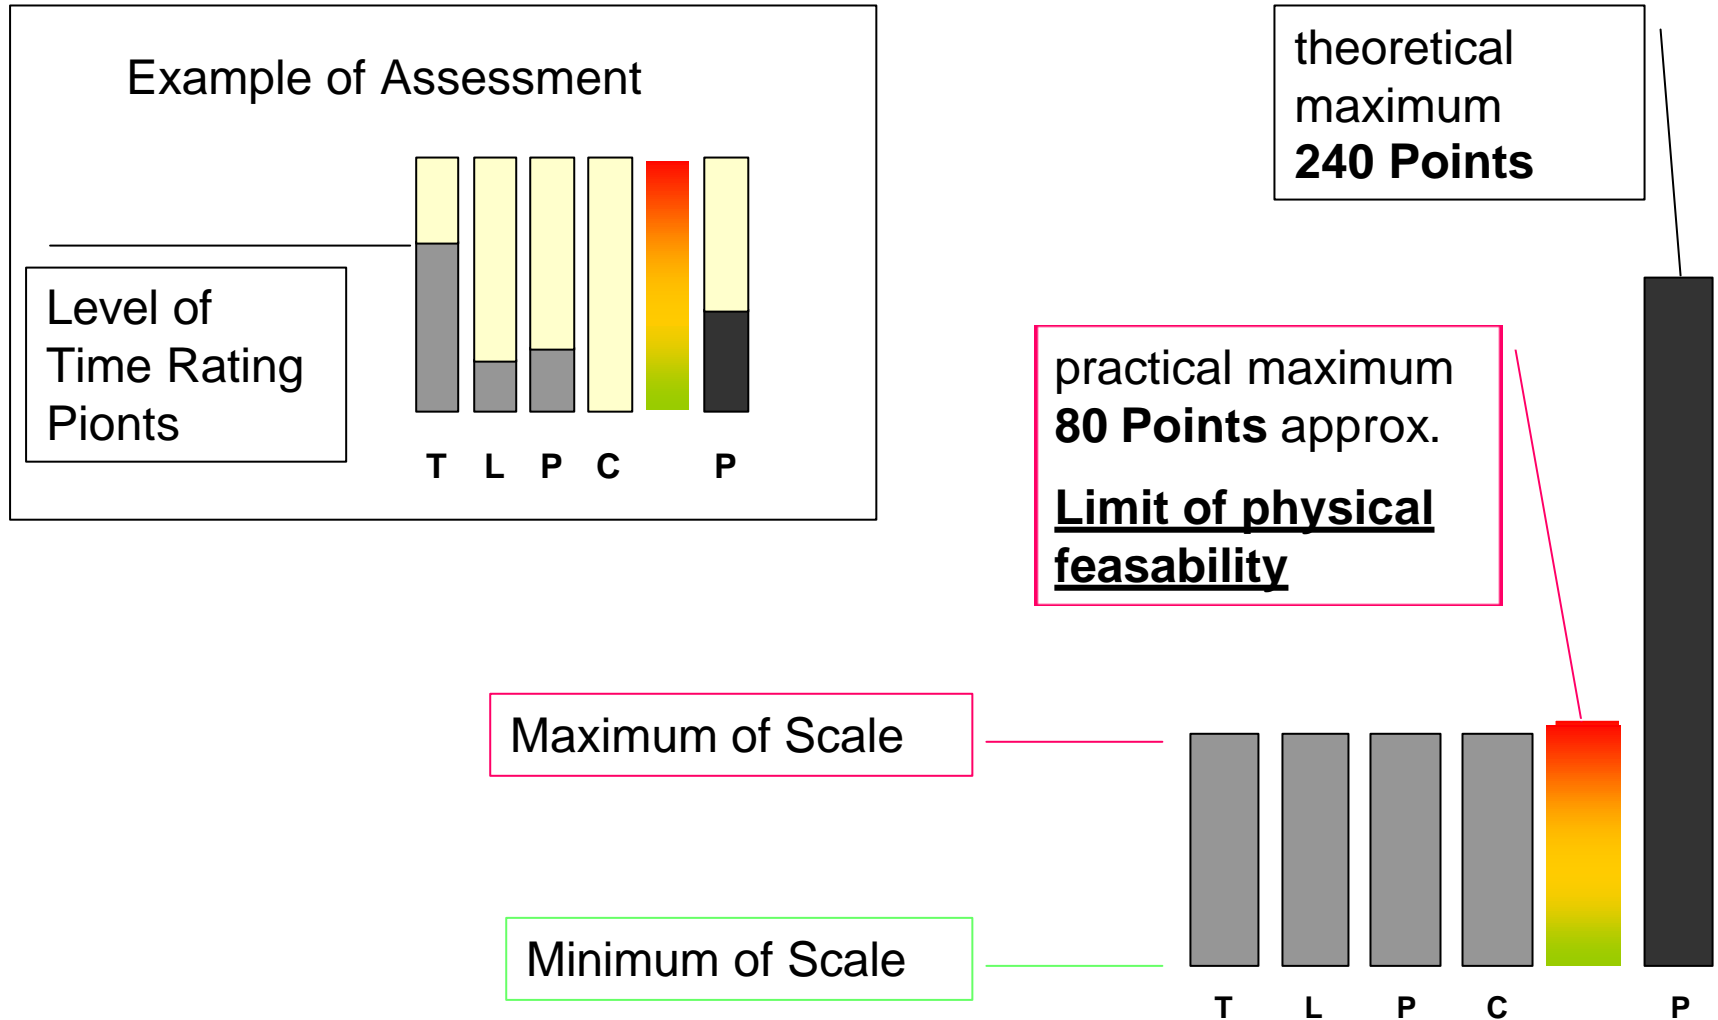 Example of Assessment
Level of
Time Rating
Pionts
T L P C P
theoretical
maximum
240 Points
practical maximum
80 Points approx.
Limit of physical
feasability
Maximum of Scale
Minimum of Scale
T L P C P